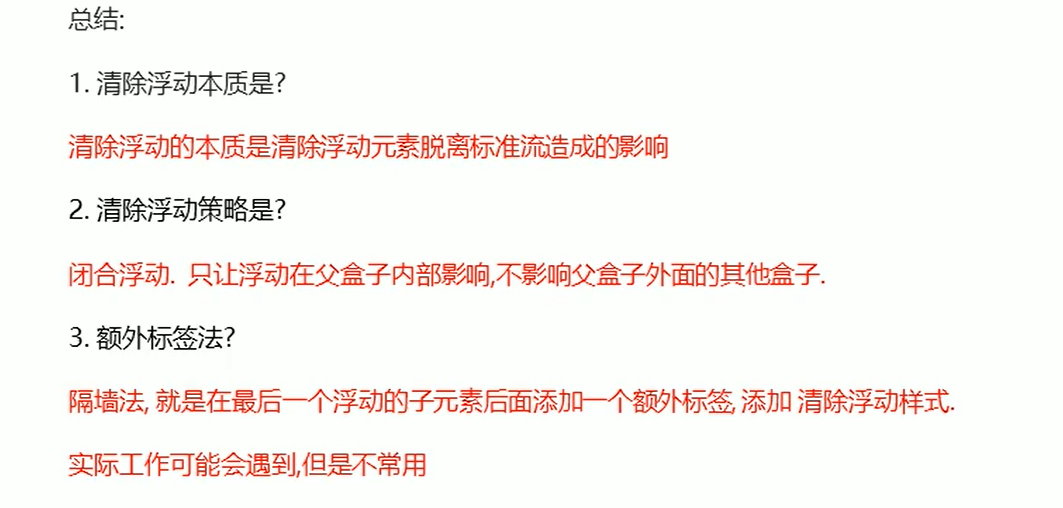 总结:
1. 清除浮动本质是?
清除浮动的本质是清除浮动元素脱离标准流造成的影响
2. 清除浮动策略是?
闭合浮动. 只让浮动在父盒子内部影响,不影响父盒子外面的其他盒子.
3. 额外标签法?
隔墙法, 就是在最后一个浮动的子元素后面添加一个额外标签, 添加 清除浮动样式.
实际工作可能会遇到,但是不常用